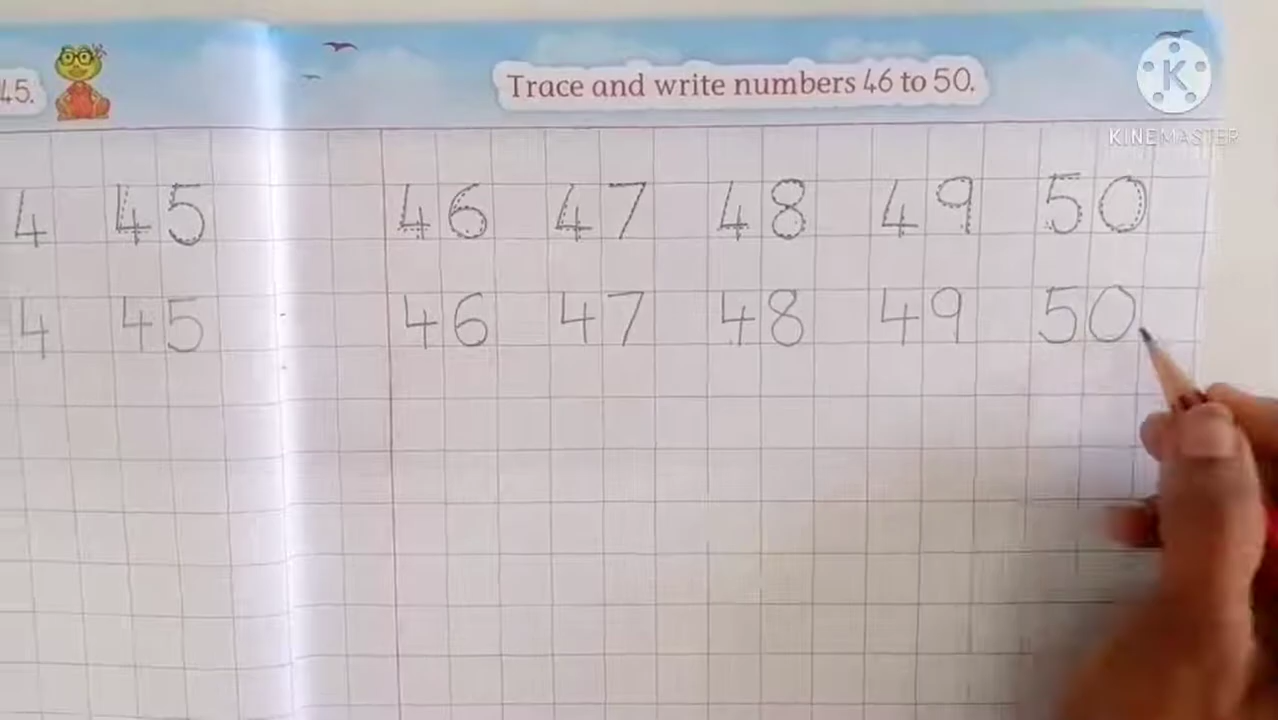 45.
Trace and write numbers 46 to 50.
K
KINEMASTER
4 45 46 47 48 49 50
4 45 46 47 48 49 50